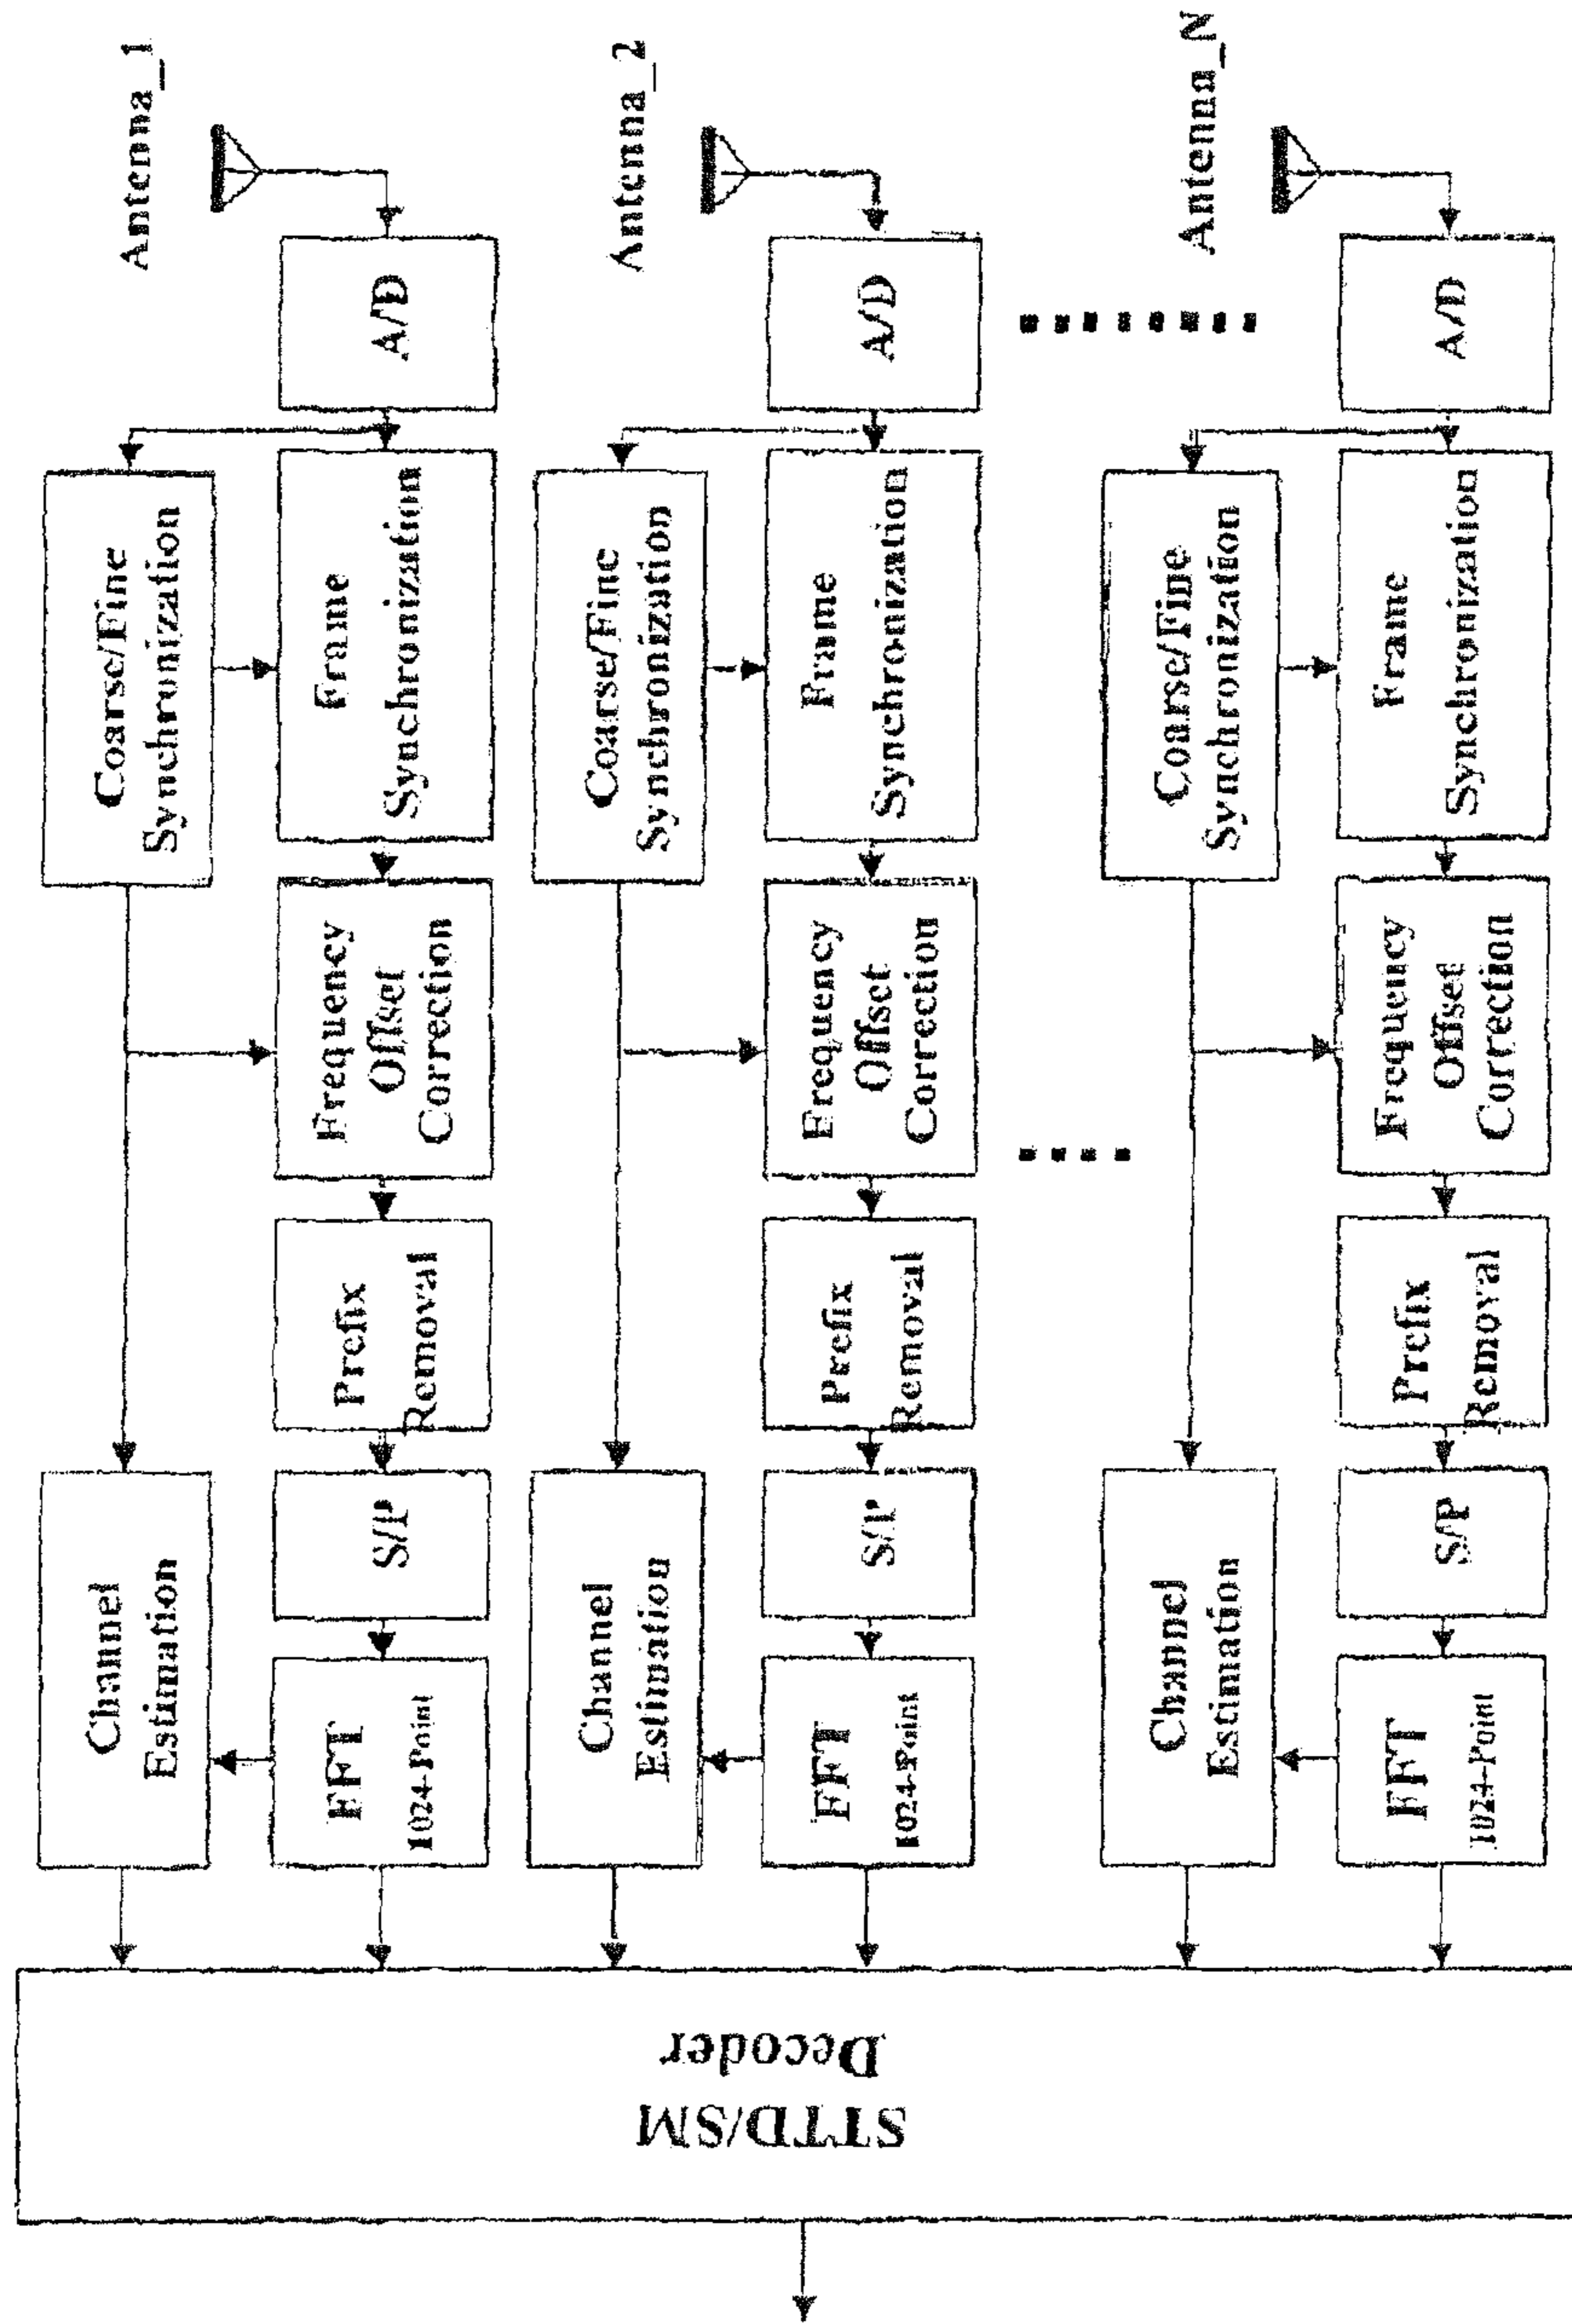 Antenna_1
A/D
Coarse/Fine
Synchronization
Frame
Synchronization
Frequency
Offset
Correction
Prefix
Removal
S/P
Channel
Estimation
FFT
1024-Point
Antenna_2
A/D
Coarse/Fine
Synchronization
Frame
Synchronization
Frequency
Offset
Correction
Prefix
Removal
S/P
Channel
Estimation
FFT
1024-Point
Antenna_N
A/D
Coarse/Fine
Synchronization
Frame
Synchronization
Frequency
Offset
Correction
Prefix
Removal
S/P
Channel
Estimation
FFT
1024-Point
STTD/SM
Decoder